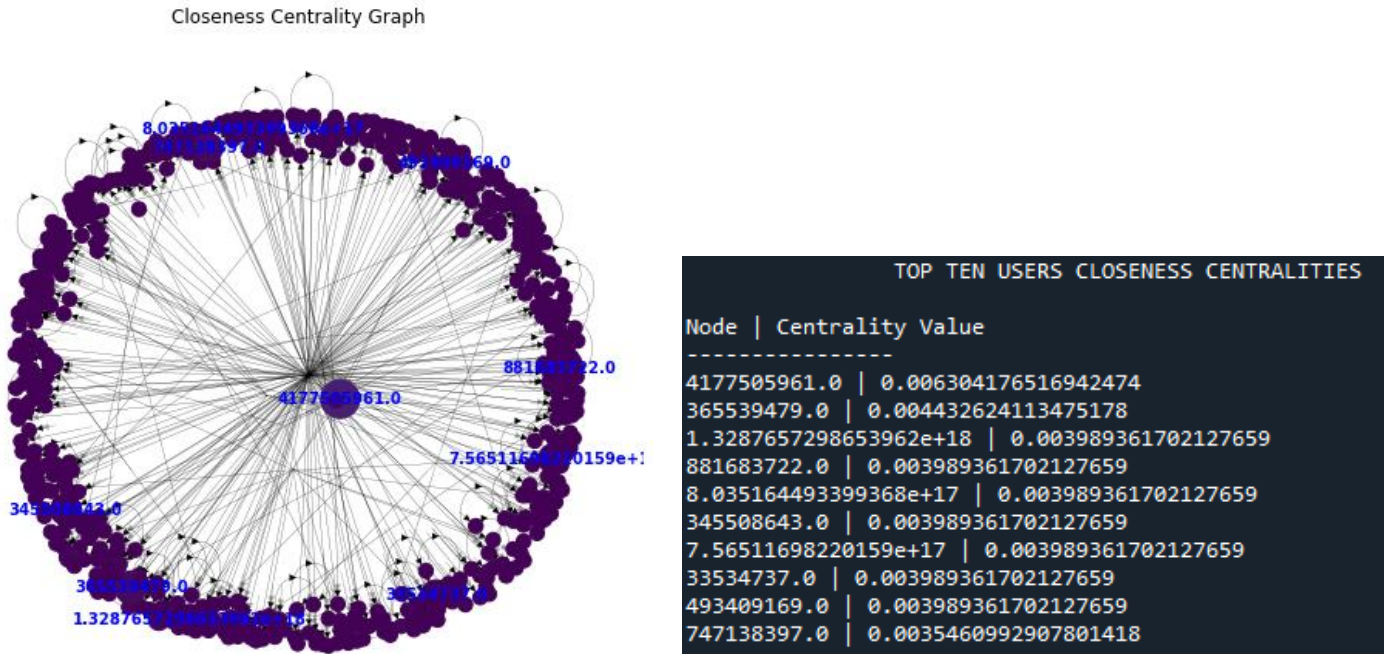 Closeness Centrality Graph
4177505961.0
881683722.0
TOP TEN USERS CLOSENESS CENTRALITIES
Node | Centrality Value
----------------
4177505961.0 | 0.006304176516942474
365539479.0 | 0.004432624113475178
1.3287657298653962e+18 | 0.003989361702127659
881683722.0 | 0.003989361702127659
8.035164493399368e+17 | 0.003989361702127659
345508643.0 | 0.003989361702127659
7.56511698220159e+17 | 0.003989361702127659
33534737.0 | 0.003989361702127659
493409169.0 | 0.003989361702127659
747138397.0 | 0.0035460992907801418